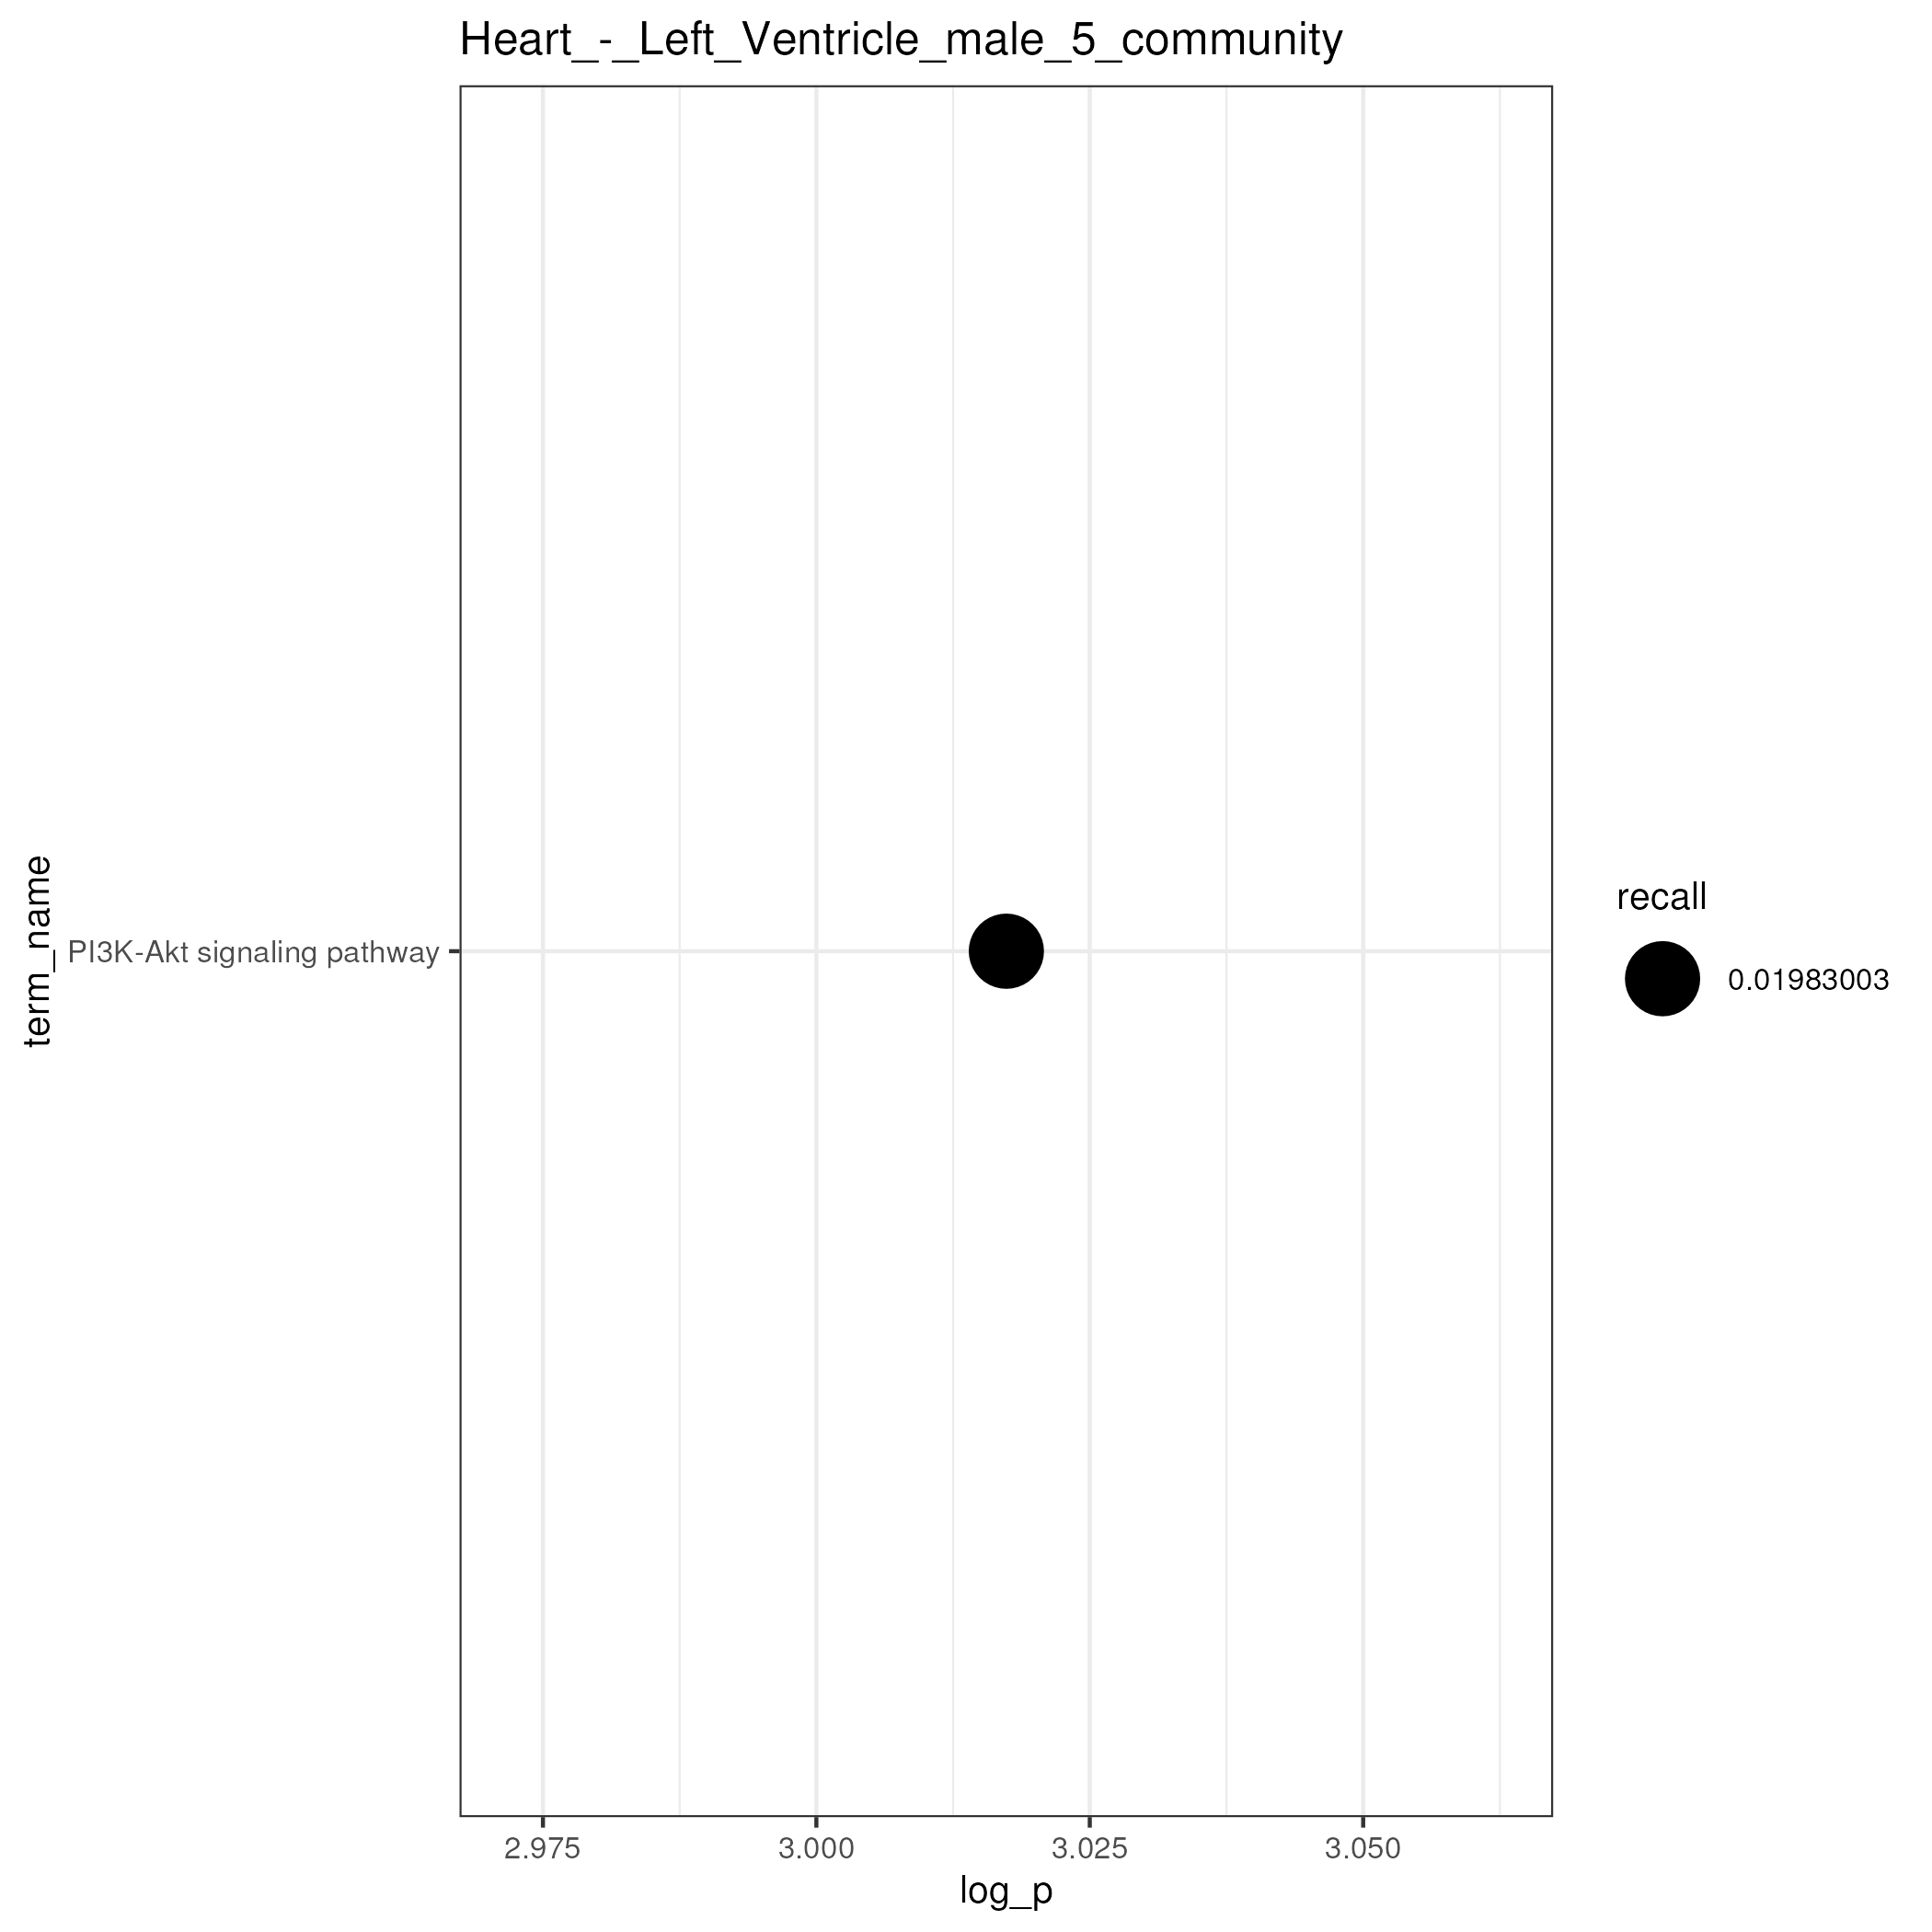 Heart_-_Left_Ventricle_male_5_community
term_name
PI3K-Akt signaling pathway
recall
0.01983003
2.975 3.000 3.025 3.050
log_p